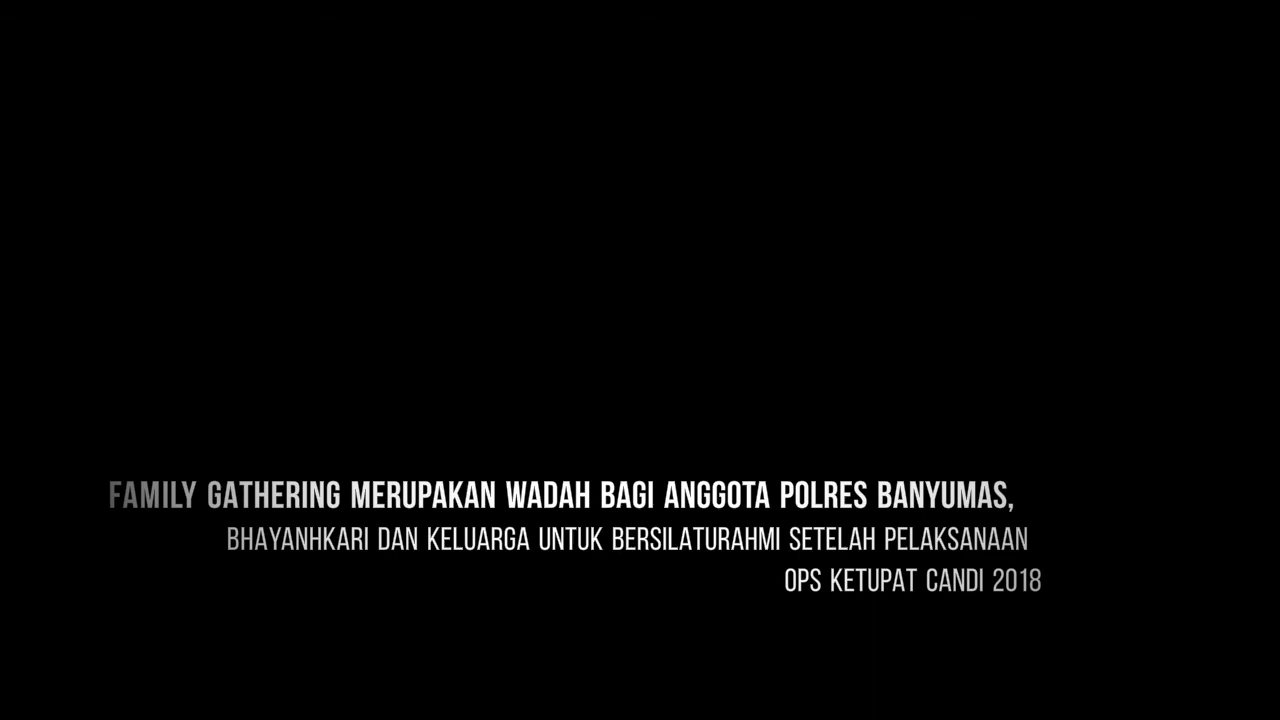 FAMILY GATHERING MERUPAKAN WADAH BAGI ANGGOTA POLRES BANYUMAS,
BHAYANHKARI DAN KELUARGA UNTUK BERSILATURAHMI SETELAH PELAKSANAAN
OPS KETUPAT CANDI 2018